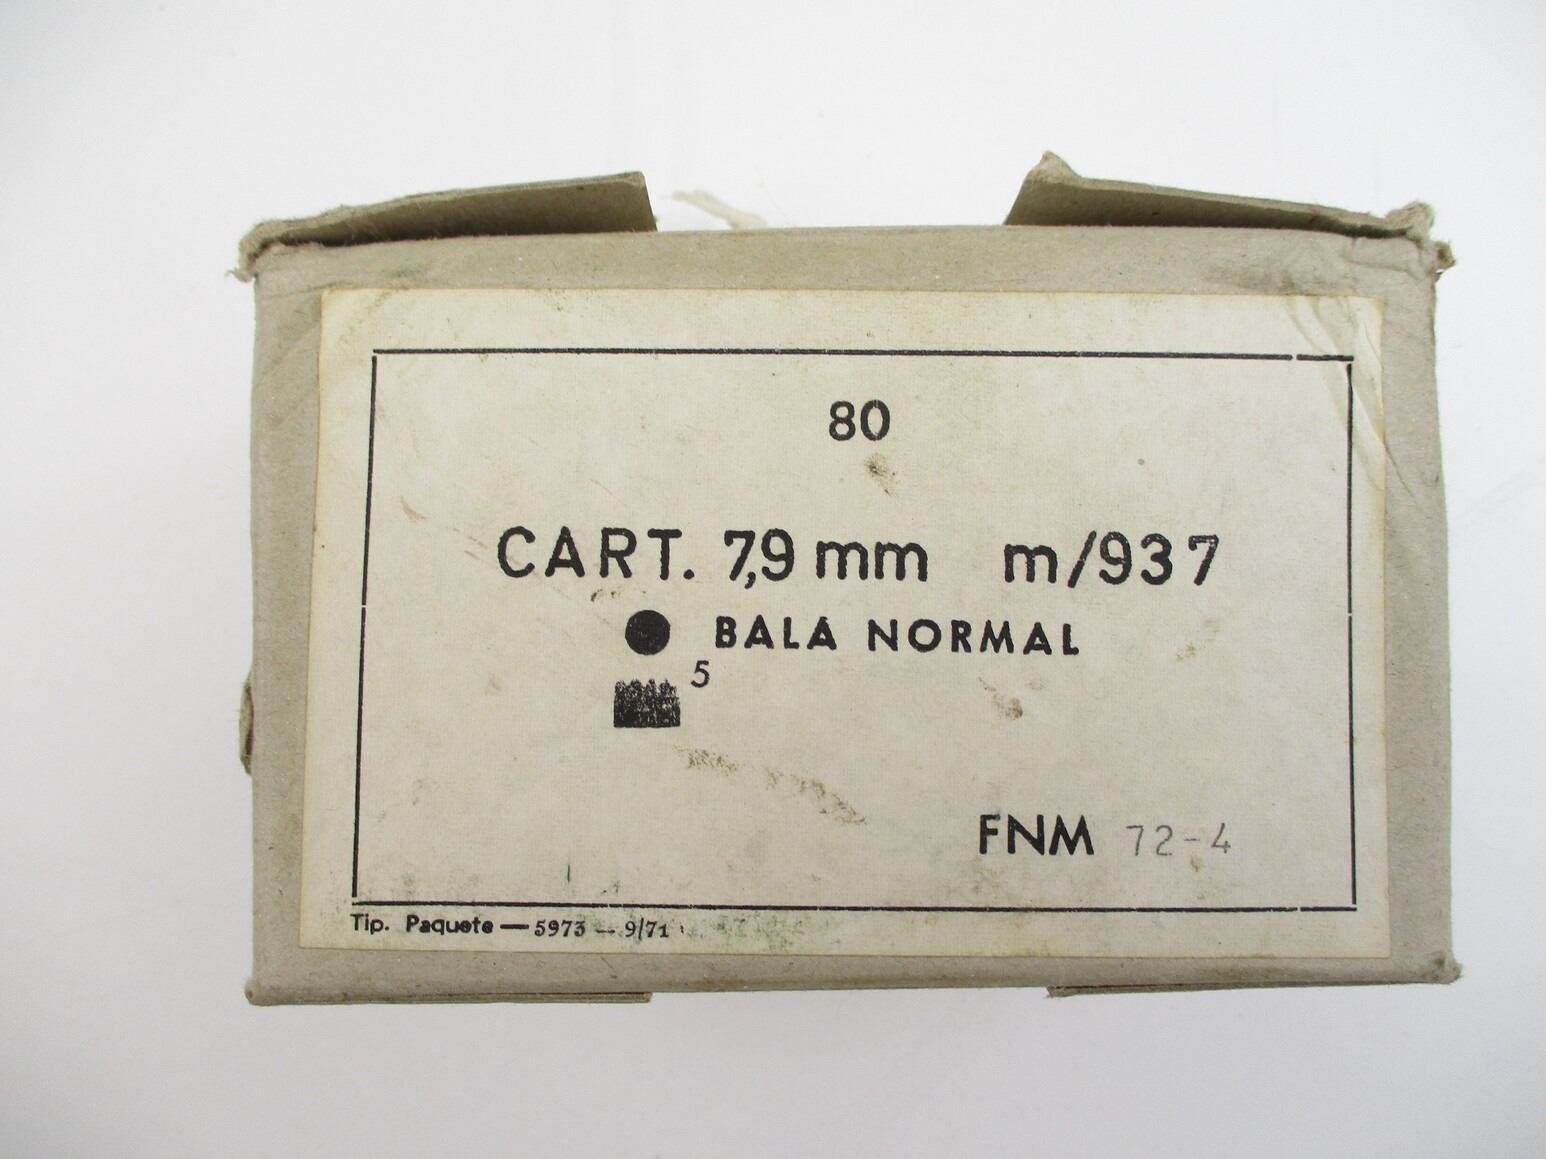 80
CART. 7,9 mm m/937
BALA NORMAL
5
FNM 72-4
Tip. Paquete — 5973 — 9/71